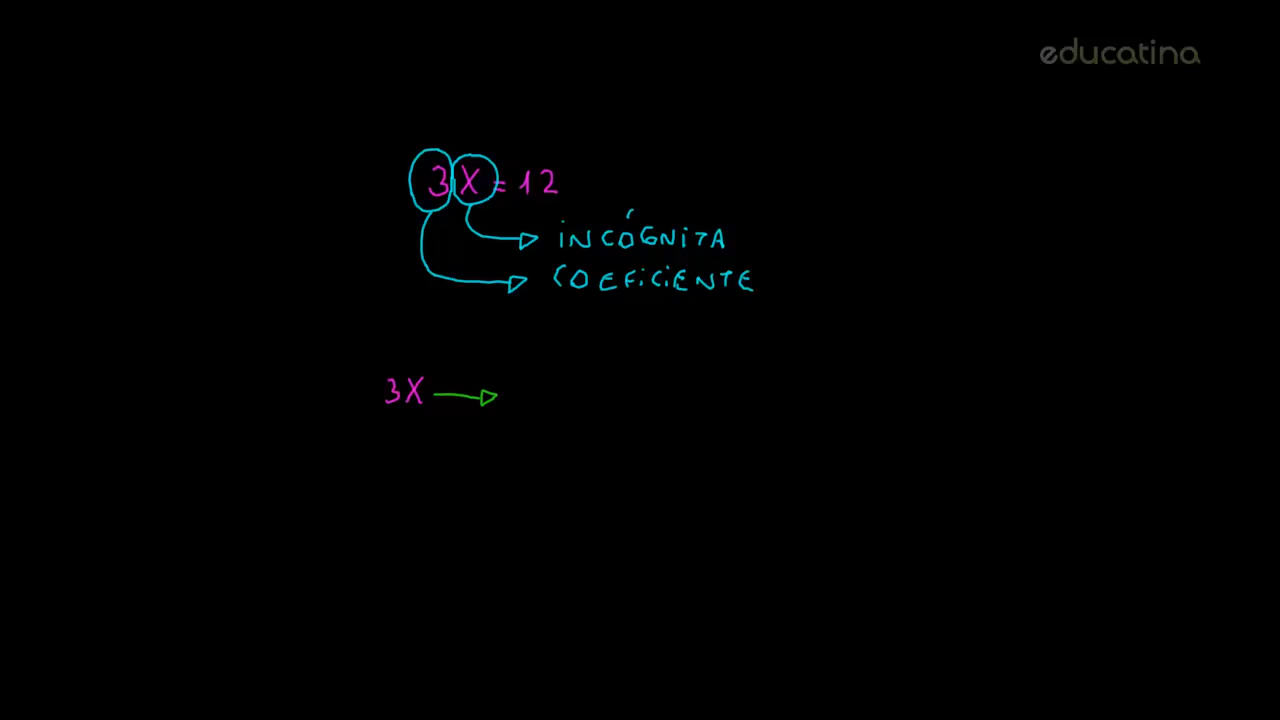 educatina
3X = 12
INCÓGNITA
COEFICIENTE
3X